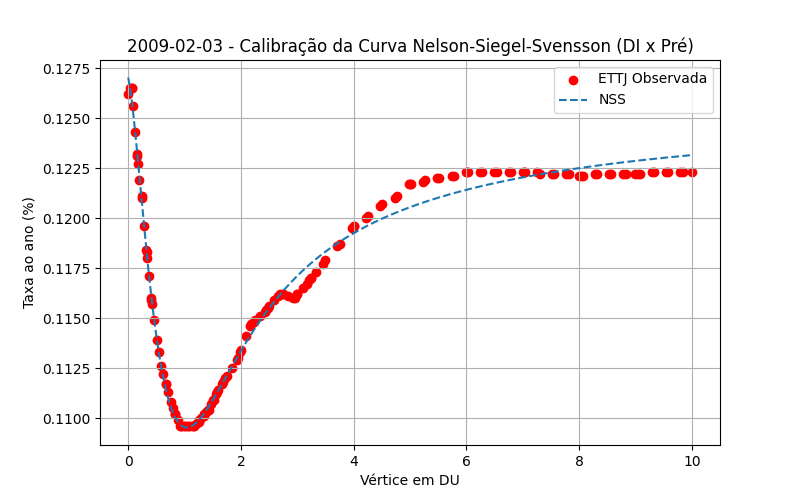 2009-02-03 - Calibração da Curva Nelson-Siegel-Svensson (DI x Pré)
0.1275
0.1250
0.1225
0.1200
0.1175
0.1150
0.1125
0.1100
Taxa ao ano (%)
ETTJ Observada
NSS
0 2 4 6 8 10
Vértice em DU